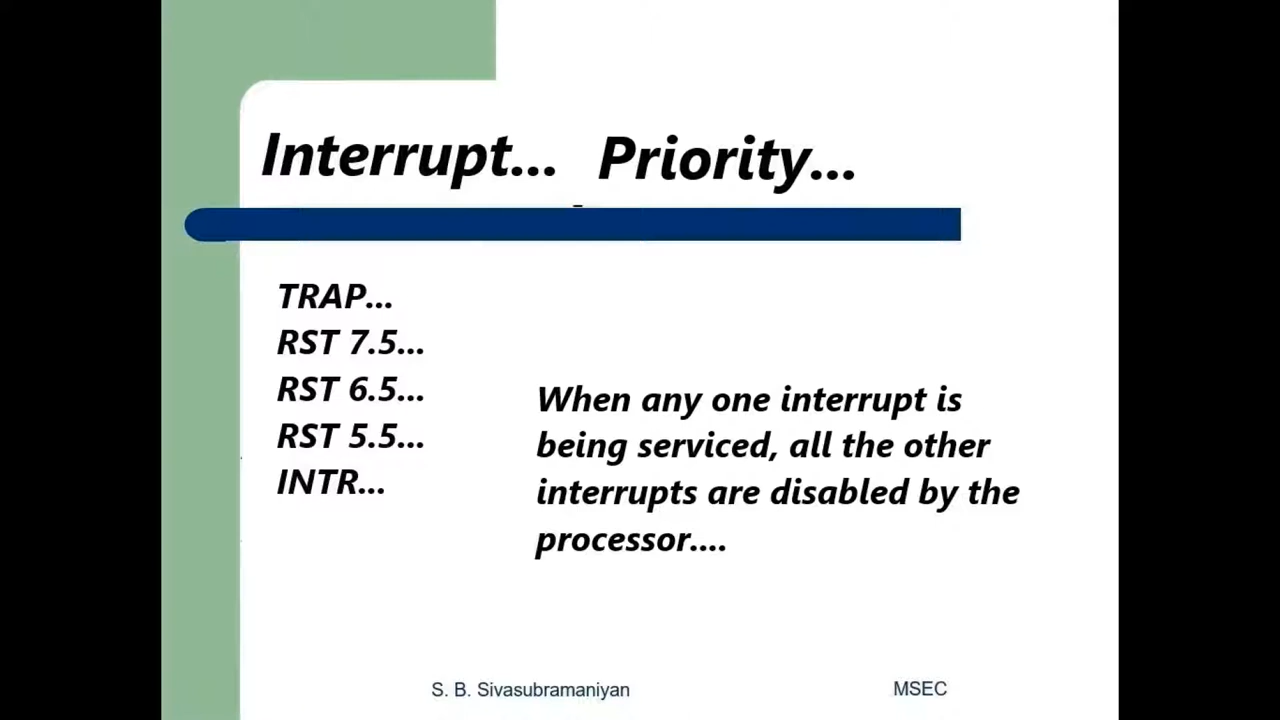 Interrupt... Priority...
TRAP...
RST 7.5...
RST 6.5...
RST 5.5...
INTR...
When any one interrupt is
being serviced, all the other
interrupts are disabled by the
processor....
S. B. Sivasubramaniyan MSEC